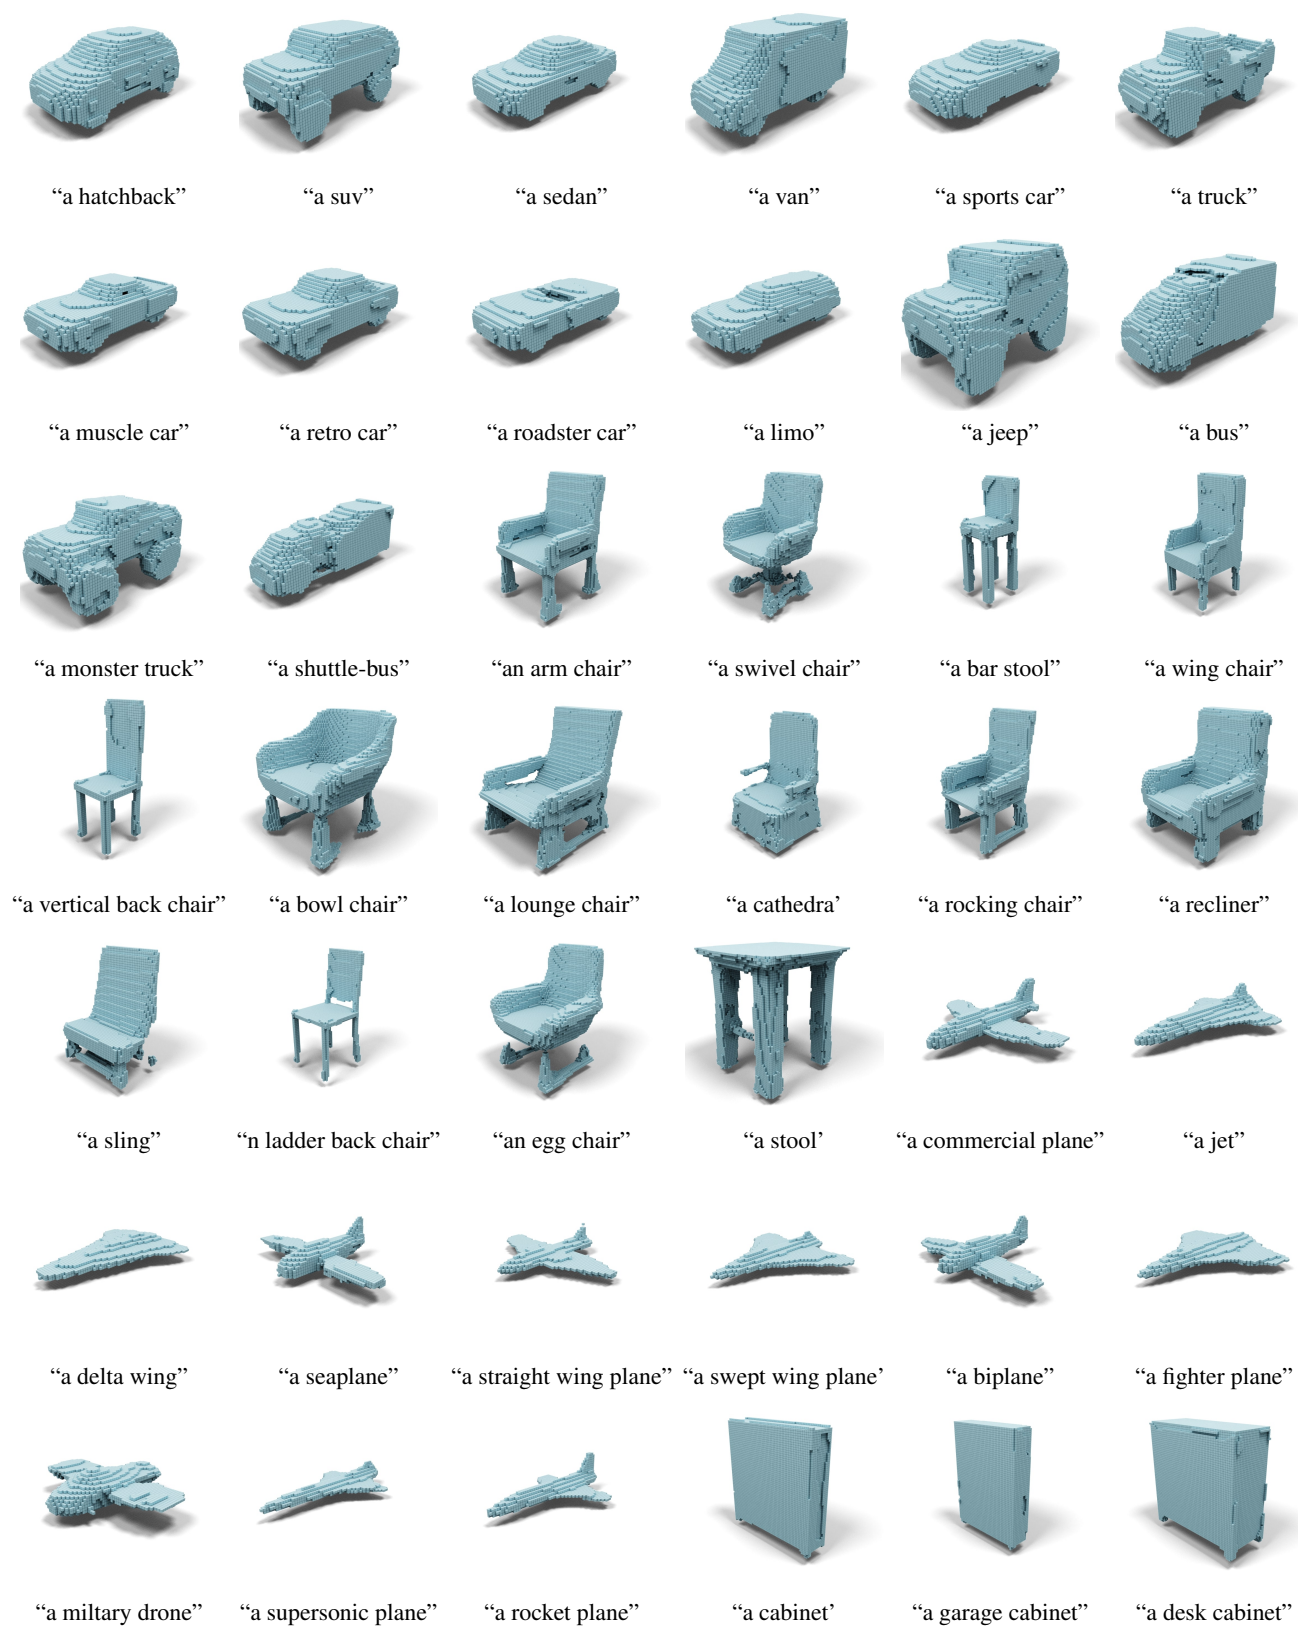 “a hatchback” “a suv” “a sedan” “a van” “a sports car” “a truck”
“a muscle car” “a retro car” “a roadster car” “a limo” “a jeep” “a bus”
“a monster truck” “a shuttle-bus” “an arm chair” “a swivel chair” “a bar stool” “a wing chair”
“a vertical back chair” “a bowl chair” “a lounge chair” “a cathedra’ “a rocking chair” “a recliner”
“a sling” “n ladder back chair” “an egg chair” “a stool’ “a commercial plane” “a jet”
“a delta wing” “a seaplane” “a straight wing plane” “a swept wing plane’ “a biplane” “a fighter plane”
“a miltary drone” “a supersonic plane” “a rocket plane” “a cabinet’ “a garage cabinet” “a desk cabinet”